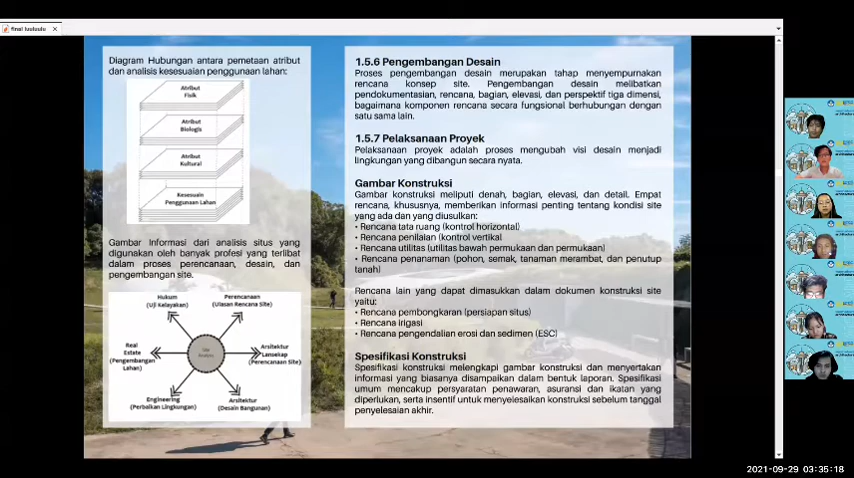 final tuutuutu
Diagram Hubungan antara pemetaan atribut
dan analisis kesesuaian penggunaan lahan:
Atribut
Fisik
Atribut
Biologis
Atribut
Kultural
Kesesuain
Penggunaan Lahan
Gambar Informasi dari analisis situs yang
digunakan oleh banyak profesi yang terlibat
dalam proses perencanaan, desain, dan
pengembangan site.
Hukum
(Uji Kelayakan)
Perencanaan
(Ulasan Rencana Site)
Real
Estate
(Pengembangan
Lahan)
Arsitektur
Lansekap
(Perencanaan Site)
Engineering
(Perbaikan Lingkungan)
Arsitektur
(Desain Bangunan)
1.5.6 Pengembangan Desain
Proses pengembangan desain merupakan tahap menyempurnakan
rencana konsep site. Pengembangan desain melibatkan
pendokumentasian, rencana, bagian, elevasi, dan perspektif tiga dimensi,
bagaimana komponen rencana secara fungsional berhubungan dengan
satu sama lain.
1.5.7 Pelaksanaan Proyek
Pelaksanaan proyek adalah proses mengubah visi desain menjadi
lingkungan yang dibangun secara nyata.
Gambar Konstruksi
Gambar konstruksi meliputi denah, bagian, elevasi, dan detail. Empat
rencana, khususnya, memberikan informasi penting tentang kondisi site
yang ada dan yang diusulkan:
• Rencana tata ruang (kontrol horizontal)
• Rencana penilaian (kontrol vertikal
• Rencana utilitas (utilitas bawah permukaan dan permukaan)
• Rencana penanaman (pohon, semak, tanaman merambat, dan penutup
tanah)
Rencana lain yang dapat dimasukkan dalam dokumen konstruksi site
yaitu:
• Rencana pembongkaran (persiapan situs)
• Rencana irigasi
• Rencana pengendalian erosi dan sedimen (ESC)
Spesifikasi Konstruksi
Spesifikasi konstruksi melengkapi gambar konstruksi dan menyertakan
informasi yang biasanya disampaikan dalam bentuk laporan. Spesifikasi
umum mencakup persyaratan penawaran, asuransi dan ikatan yang
diperlukan, serta insentif untuk menyelesaikan konstruksi sebelum tanggal
penyelesaian akhir.
2021-09-29 03:35:18